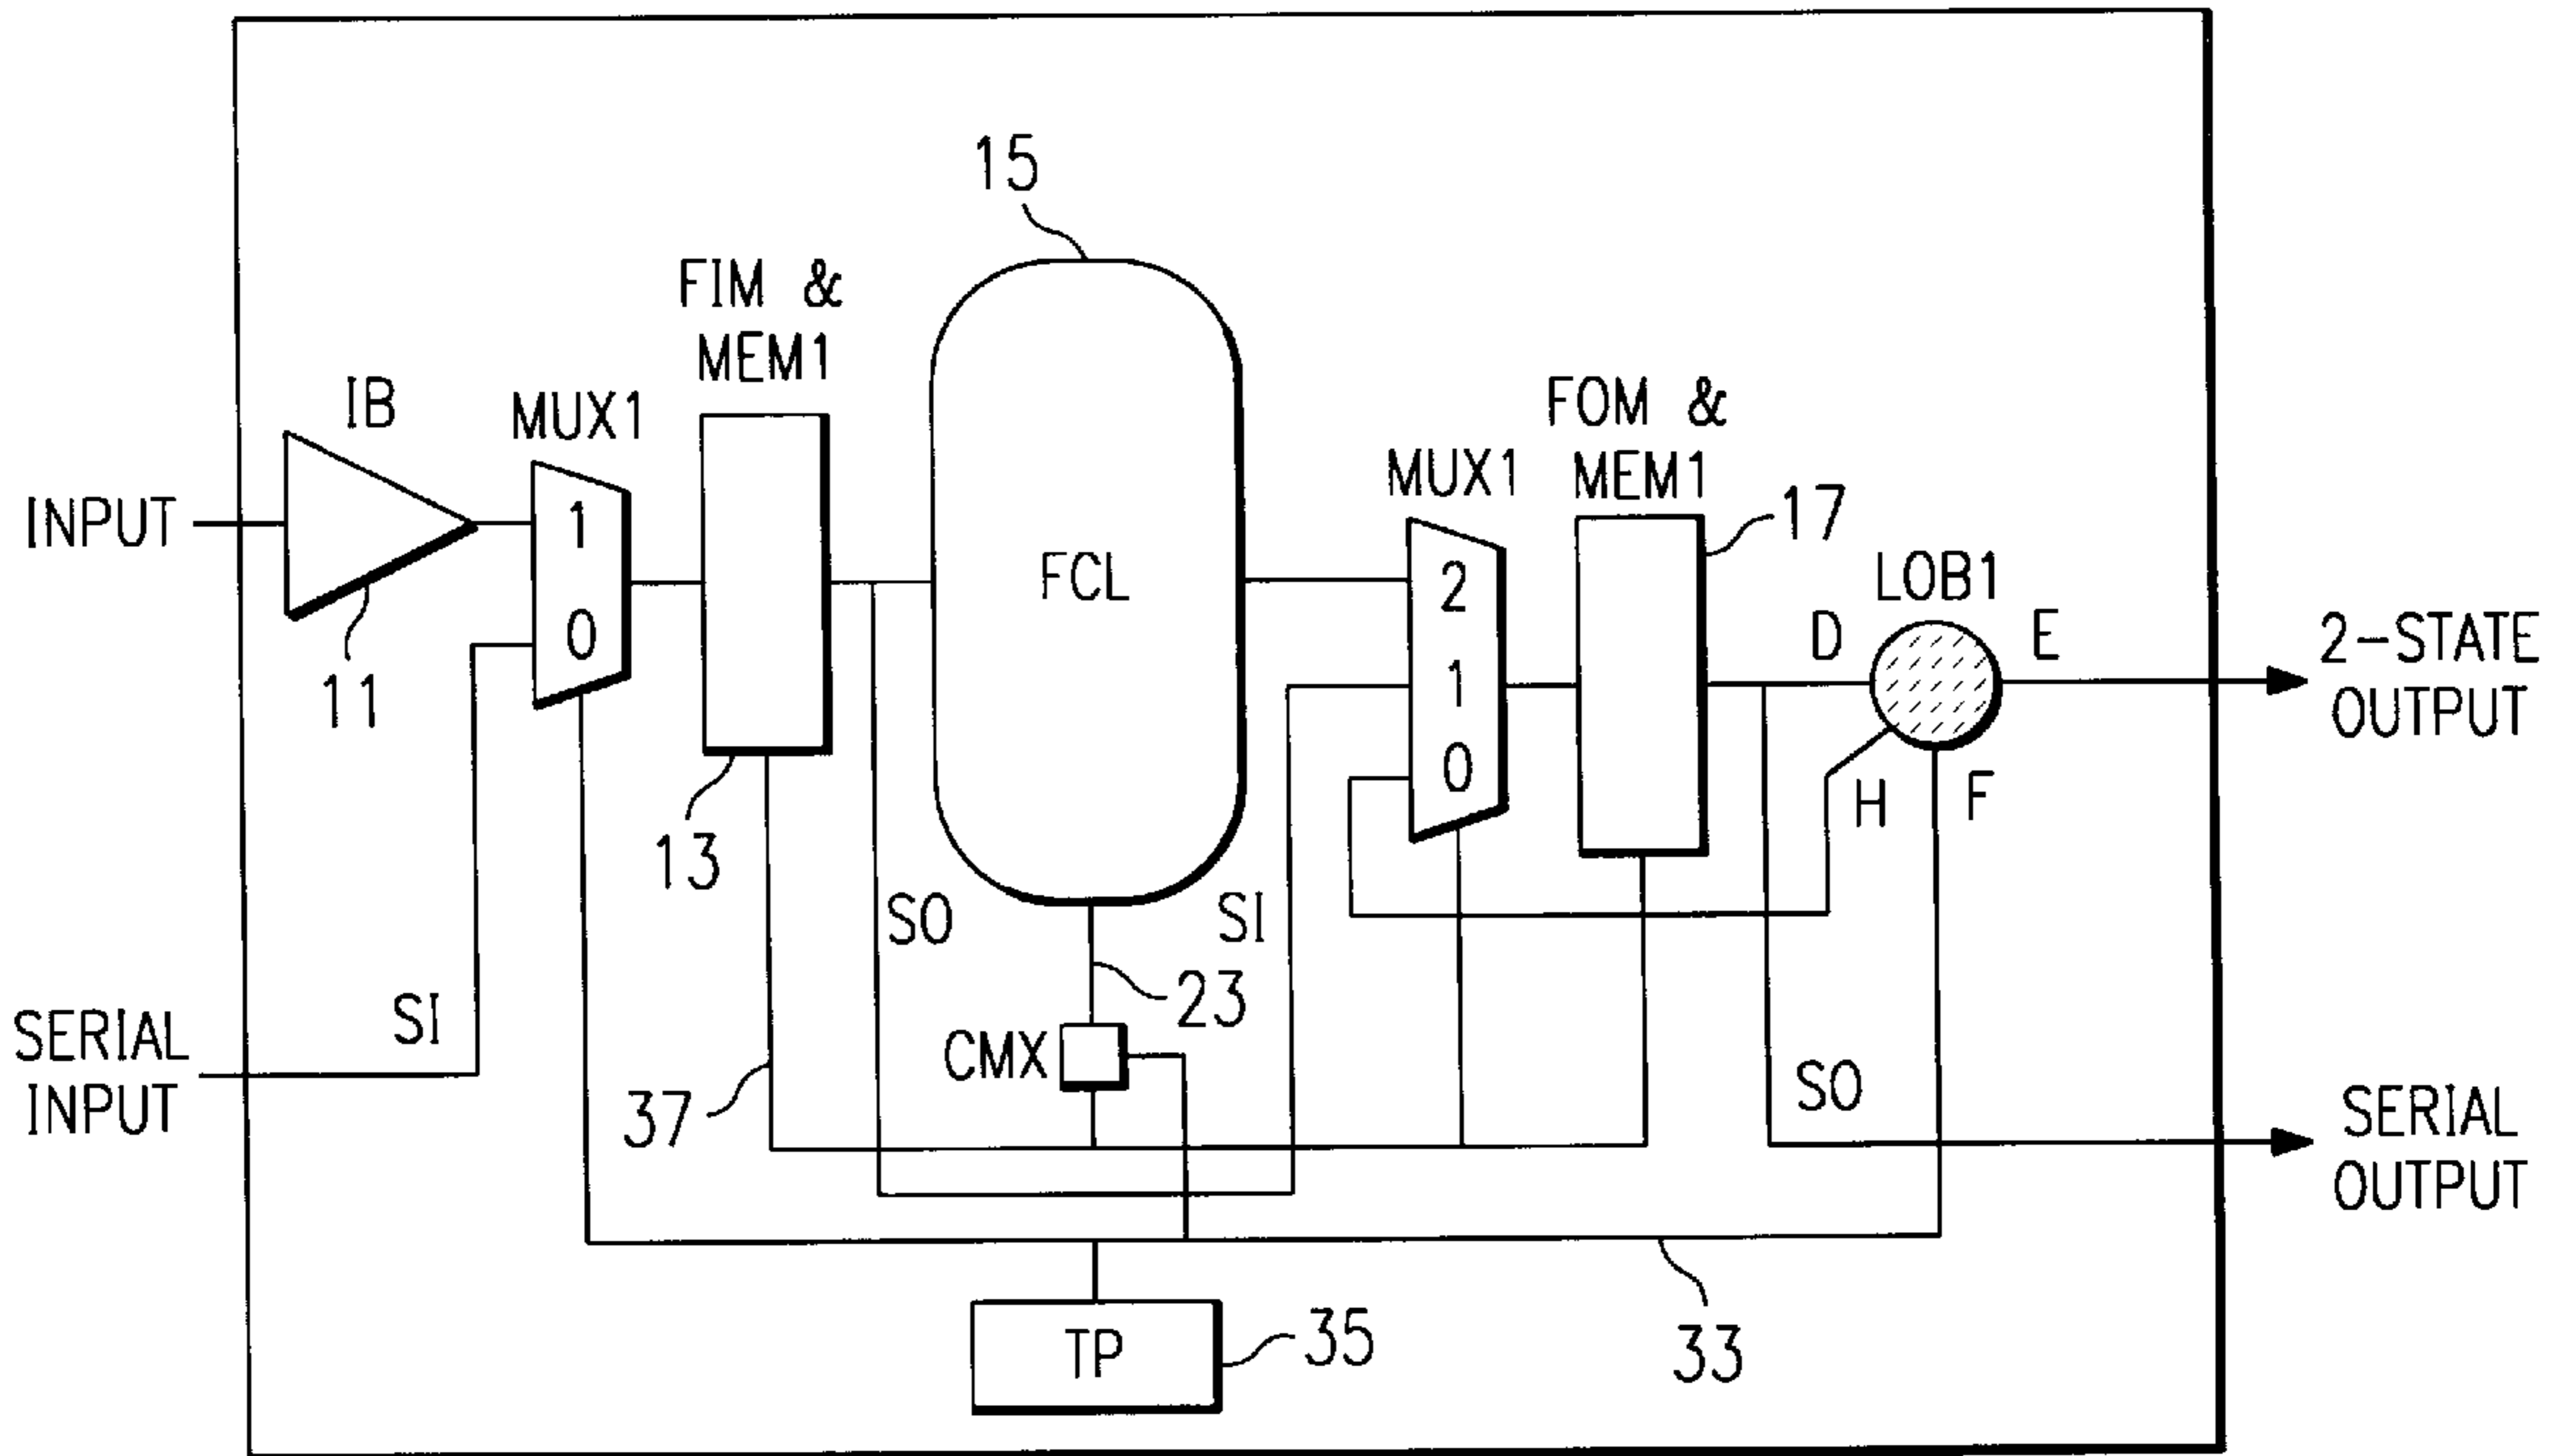 15
FIM &
MEM1
IB
MUX1
FOM &
MEM1
MUX1
17
INPUT
1
0
FCL
2
1
0
LOB1
D
E
2-STATE
OUTPUT
11
H
F
13
SO
SI
23
SI
CMX
SERIAL
INPUT
37
SO
SERIAL
OUTPUT
TP
35
33